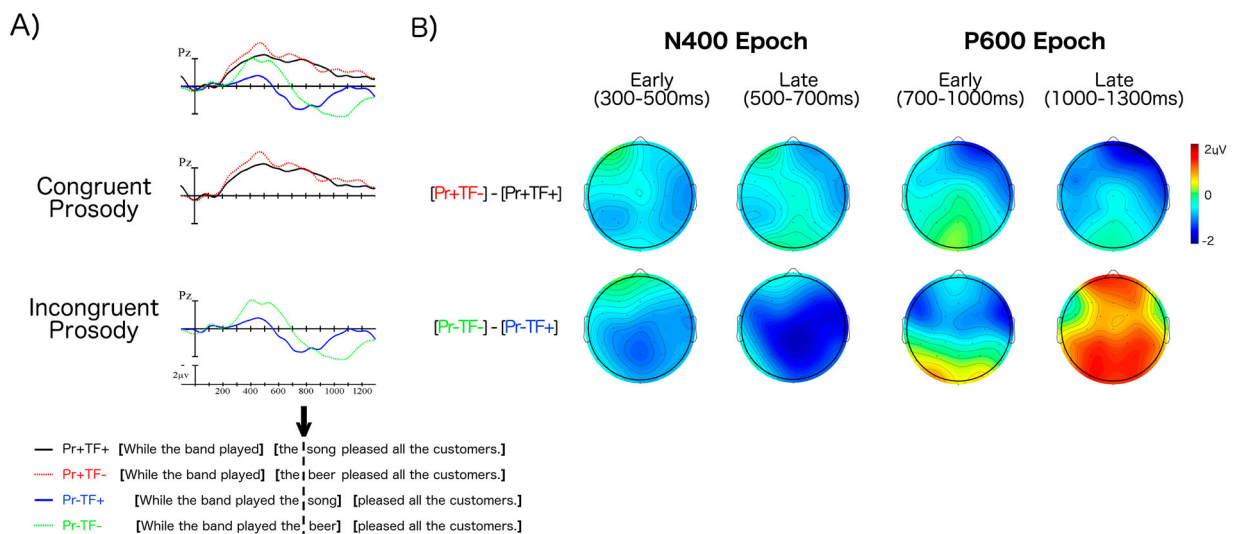 A)
Pz
Congruent
Prosody
Pz
Incongruent
Prosody
Pz
2μv
200 400 600 800 1000 1200
Pr+TF+ [While the band played] [the song pleased all the customers.]
Pr+TF- [While the band played] [the beer pleased all the customers.]
Pr-TF+ [While the band played the song] [pleased all the customers.]
Pr-TF- [While the band played the beer] [pleased all the customers.]
B)
N400 Epoch P600 Epoch
Early Late Early Late
(300-500ms) (500-700ms) (700-1000ms) (1000-1300ms)
[Pr+TF-] - [Pr+TF+]
2μV
0
-2
[Pr-TF-] - [Pr-TF+]